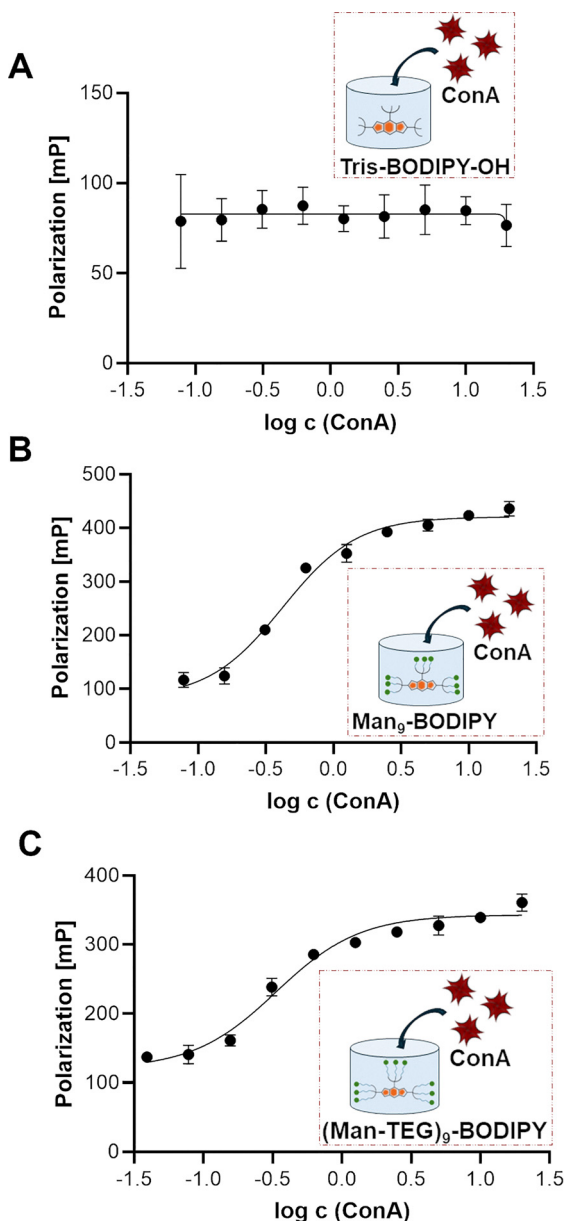 A
ConA
Tris-BODIPY-OH
150
100
50
0
Polarization [mP]
-1.5 -1.0 -0.5 0.0 0.5 1.0 1.5
log c (ConA)
B
500
400
300
200
100
0
Polarization [mP]
ConA
Man₉-BODIPY
-1.5 -1.0 -0.5 0.0 0.5 1.0 1.5
log c (ConA)
C
400
300
200
100
0
Polarization [mP]
ConA
(Man-TEG)₉-BODIPY
-1.5 -1.0 -0.5 0.0 0.5 1.0 1.5
log c (ConA)